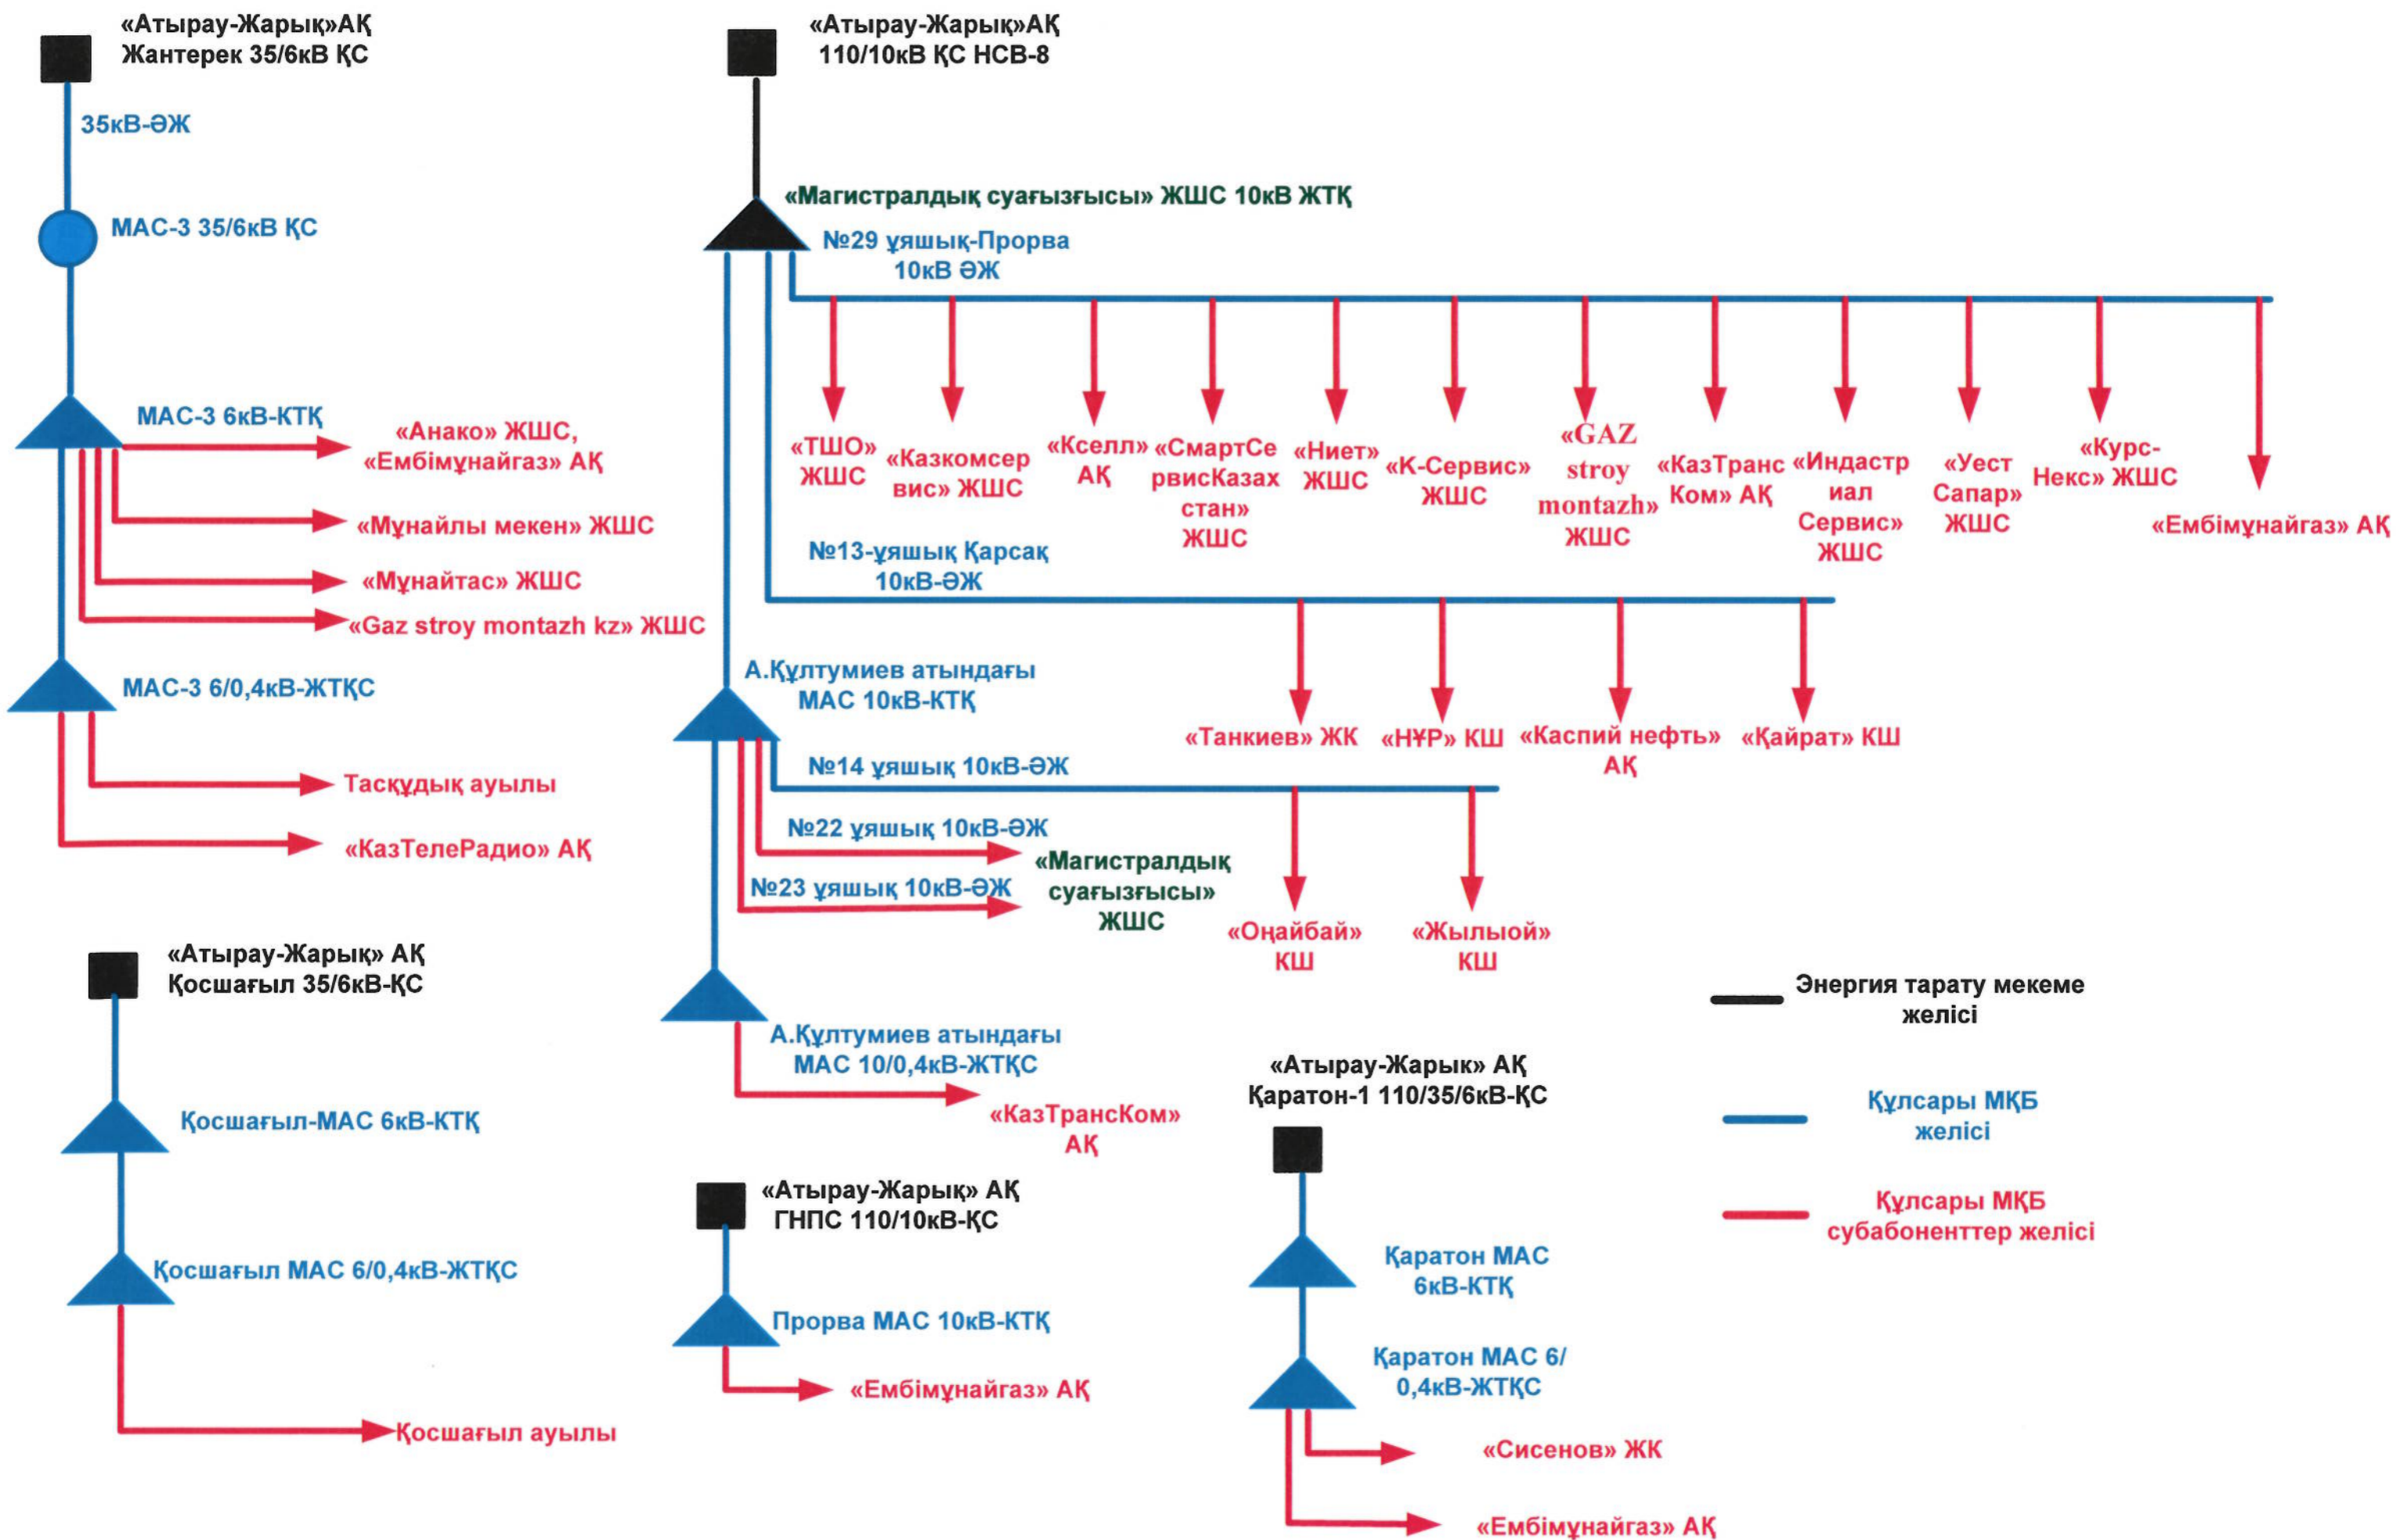 «Атырау-Жарық»АҚ
Жантерек 35/6кВ ҚС
35кВ-ӘЖ
МАС-3 35/6кВ ҚС
МАС-3 6кВ-КТҚ
«Анако» ЖШС,
«Ембімұнайгаз» АҚ
«Мұнайлы мекен» ЖШС
«Мұнайтас» ЖШС
«Gaz stroy montazh kz» ЖШС
МАС-3 6/0,4кВ-ЖТҚС
Тасқұдық ауылы
«КазТелеРадио» АҚ
«Атырау-Жарық»АҚ
110/10кВ ҚС НСВ-8
«Магистралдық суағызғысы» ЖШС 10кВ ЖТҚ
№29 ұяшық-Прорва
10кВ ӘЖ
«ТШО»
ЖШС
«Казкомсер
вис» ЖШС
«Кселл»
АҚ
«СмартСе
рвисКазах
стан»
ЖШС
«Ниет»
ЖШС
«К-Сервис»
ЖШС
«GAZ
stroy
montazh»
ЖШС
«КазТранс
Ком» АҚ
«Индастр
иал
Сервис»
ЖШС
«Уест
Сапар»
ЖШС
«Курс-
Некс» ЖШС
«Ембімұнайгаз» АҚ
№13-ұяшық Қарсақ
10кВ-ӘЖ
«Танкиев» ЖК
«НҰР» КШ
«Каспий нефть»
АҚ
«Қайрат» КШ
А.Құлтумиев атындағы
МАС 10кВ-КТҚ
№14 ұяшық 10кВ-ӘЖ
№22 ұяшық 10кВ-ӘЖ
№23 ұяшық 10кВ-ӘЖ
«Магистралдық
суағызғысы»
ЖШС
«Оңайбай»
КШ
«Жылыой»
КШ
А.Құлтумиев атындағы
МАС 10/0,4кВ-ЖТҚС
«КазТрансКом»
АҚ
«Атырау-Жарық» АҚ
Қосшағыл 35/6кВ-ҚС
Қосшағыл-МАС 6кВ-КТҚ
Қосшағыл МАС 6/0,4кВ-ЖТҚС
Қосшағыл ауылы
«Атырау-Жарық» АҚ
ГНПС 110/10кВ-ҚС
Прорва МАС 10кВ-КТҚ
«Ембімұнайгаз» АҚ
«Атырау-Жарык» АҚ
Қаратон-1 110/35/6кВ-ҚС
Қаратон МАС
6кВ-КТҚ
Қаратон МАС 6/
0,4кВ-ЖТҚС
«Сисенов» ЖК
«Ембімұнайгаз» АҚ
Энергия тарату мекеме
желісі
Құлсары МҚБ
желісі
Құлсары МҚБ
субабоненттер желісі